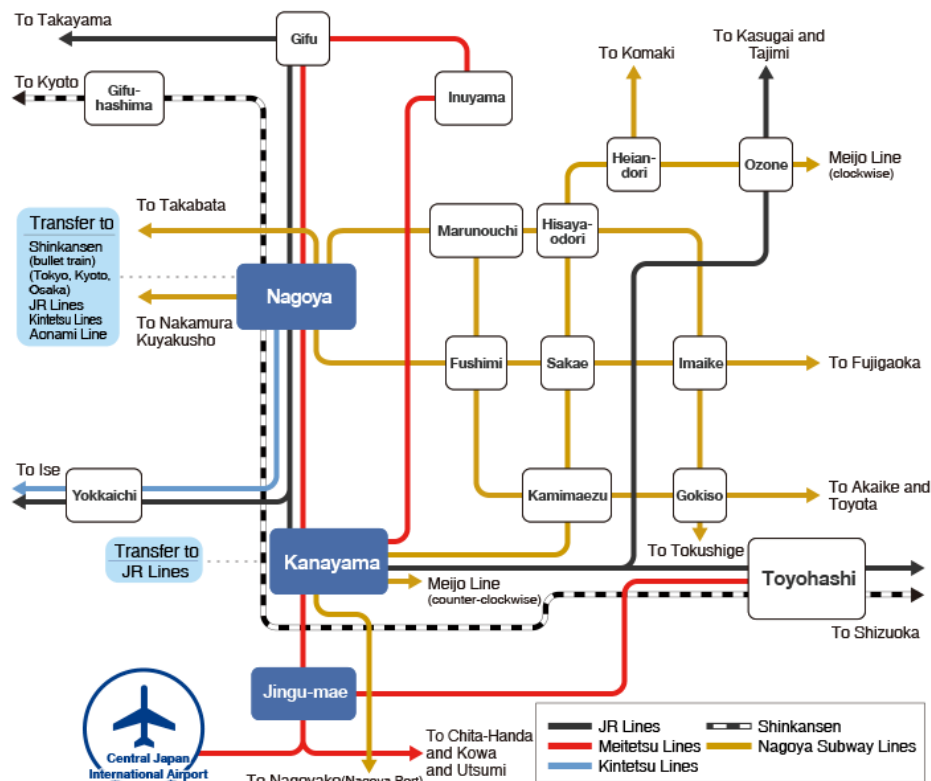 To Takayama
Gifu
To Kyoto
Gifu-
hashima
Inuyama
To Komaki
To Kasugai and
Tajimi
Heian-
dori
Ozone
Meijo Line
(clockwise)
To Takabata
Transfer to
Shinkansen
(bullet train)
(Tokyo, Kyoto,
Osaka)
JR Lines
Kintetsu Lines
Aonami Line
Marunouchi
Hisaya-
odori
Nagoya
To Nakamura
Kuyakusho
Fushimi
Sakae
Imaike
To Fujigaoka
To Ise
Yokkaichi
Kamimaezu
Gokiso
To Akaike and
Toyota
To Tokushige
Transfer to
JR Lines
Kanayama
Meijo Line
(counter-clockwise)
Toyohashi
To Shizuoka
Jingu-mae
Central Japan
International Airport
To Chita-Handa
and Kowa
and Utsumi
To Nagoyako(Nagoya Port)
JR Lines
Shinkansen
Meitetsu Lines
Nagoya Subway Lines
Kintetsu Lines